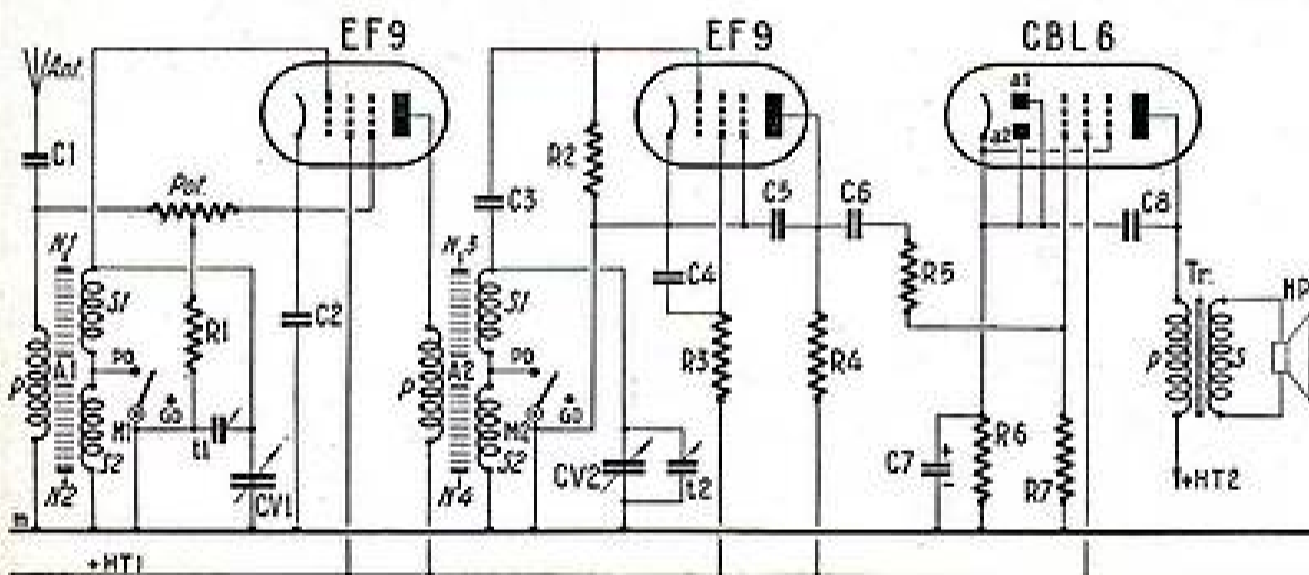 EF9
EF9
CBL6
Ant.
a1
a2
C1
R2
Pot.
C3
C5
C6
C8
N1
N3
S1
R1
C2
S1
C4
R5
Tr.
HP
P
PO
GO
M1
t1
S2
N2
CV1
P
PO
GO
M2
S2
N4
CV2
t2
R3
R4
C7
+
-
R6
R7
P
S
+HT2
m
+HT1